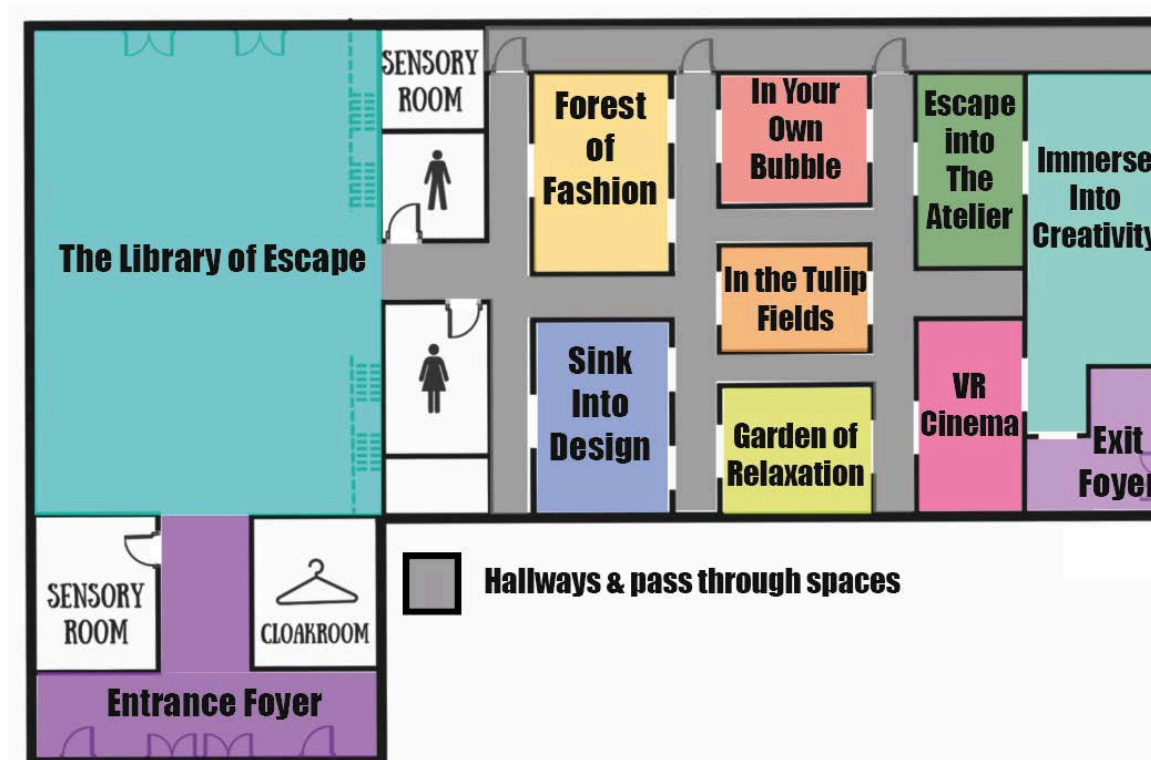 SENSORY
ROOM
Forest
of
Fashion
In Your
Own
Bubble
Escape
into
The
Atelier
Immerse
Into
Creativity
The Library of Escape
In the Tulip
Fields
Sink
Into
Design
VR
Cinema
Garden of
Relaxation
Exit
Foyer
SENSORY
ROOM
CLOAKROOM
Hallways & pass through spaces
Entrance Foyer